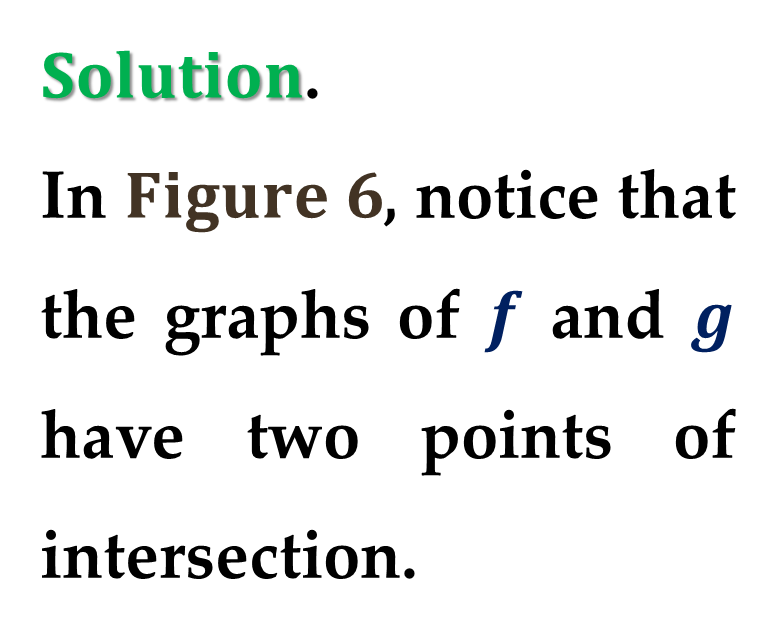 Solution.
In Figure 6, notice that
the graphs of f and g
have two points of
intersection.